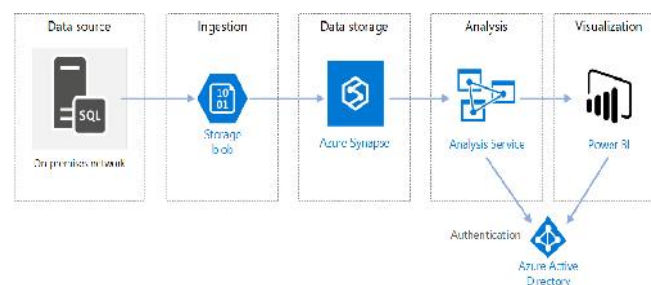 Data source
Ingestion
Data storage
Analysis
Visualization
SQL
10
01
On premises network
Storage
blob
Azure Synapse
Analysis Service
Power BI
Authentication
Azure Active
Directory